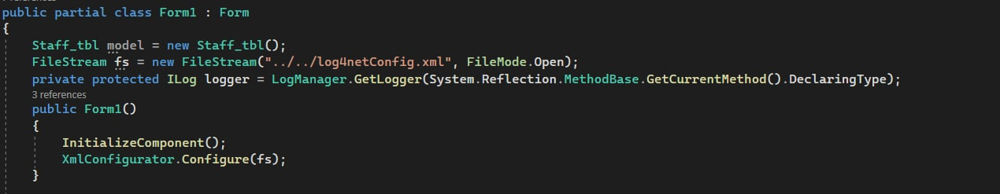 public partial class Form1 : Form
{
Staff_tbl model = new Staff_tbl();
FileStream fs = new FileStream("../../log4netConfig.xml", FileMode.Open);
private protected ILog logger = LogManager.GetLogger(System.Reflection.MethodBase.GetCurrentMethod().DeclaringType);
3 references
public Form1()
{
InitializeComponent();
XmlConfigurator.Configure(fs);
}